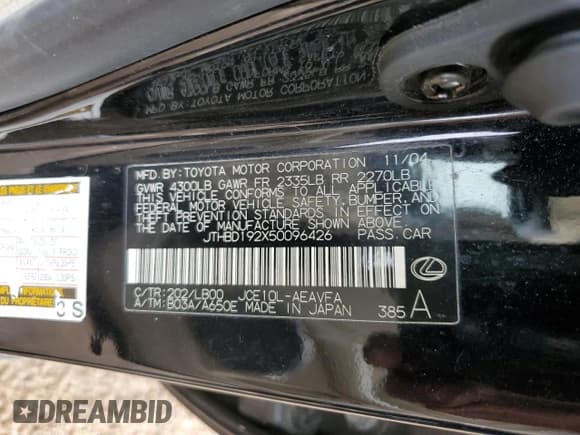 MFD. BY: TOYOTA MOTOR CORPORATION 11/04
GVWR 4300LB GAWR FR 2335LB RR 2270LB
THIS VEHICLE CONFORMS TO ALL APPLICABLE
FEDERAL MOTOR VEHICLE SAFETY, BUMPER, AND
THEFT PREVENTION STANDARDS IN EFFECT ON
THE DATE OF MANUFACTURE SHOWN ABOVE.
JTHBD192X50096426 PASS. CAR
C/TR: 202/LB00 JCE10L-AEAVFA
A/TM: B03A/A650E MADE IN JAPAN 385 A
DREAMBID